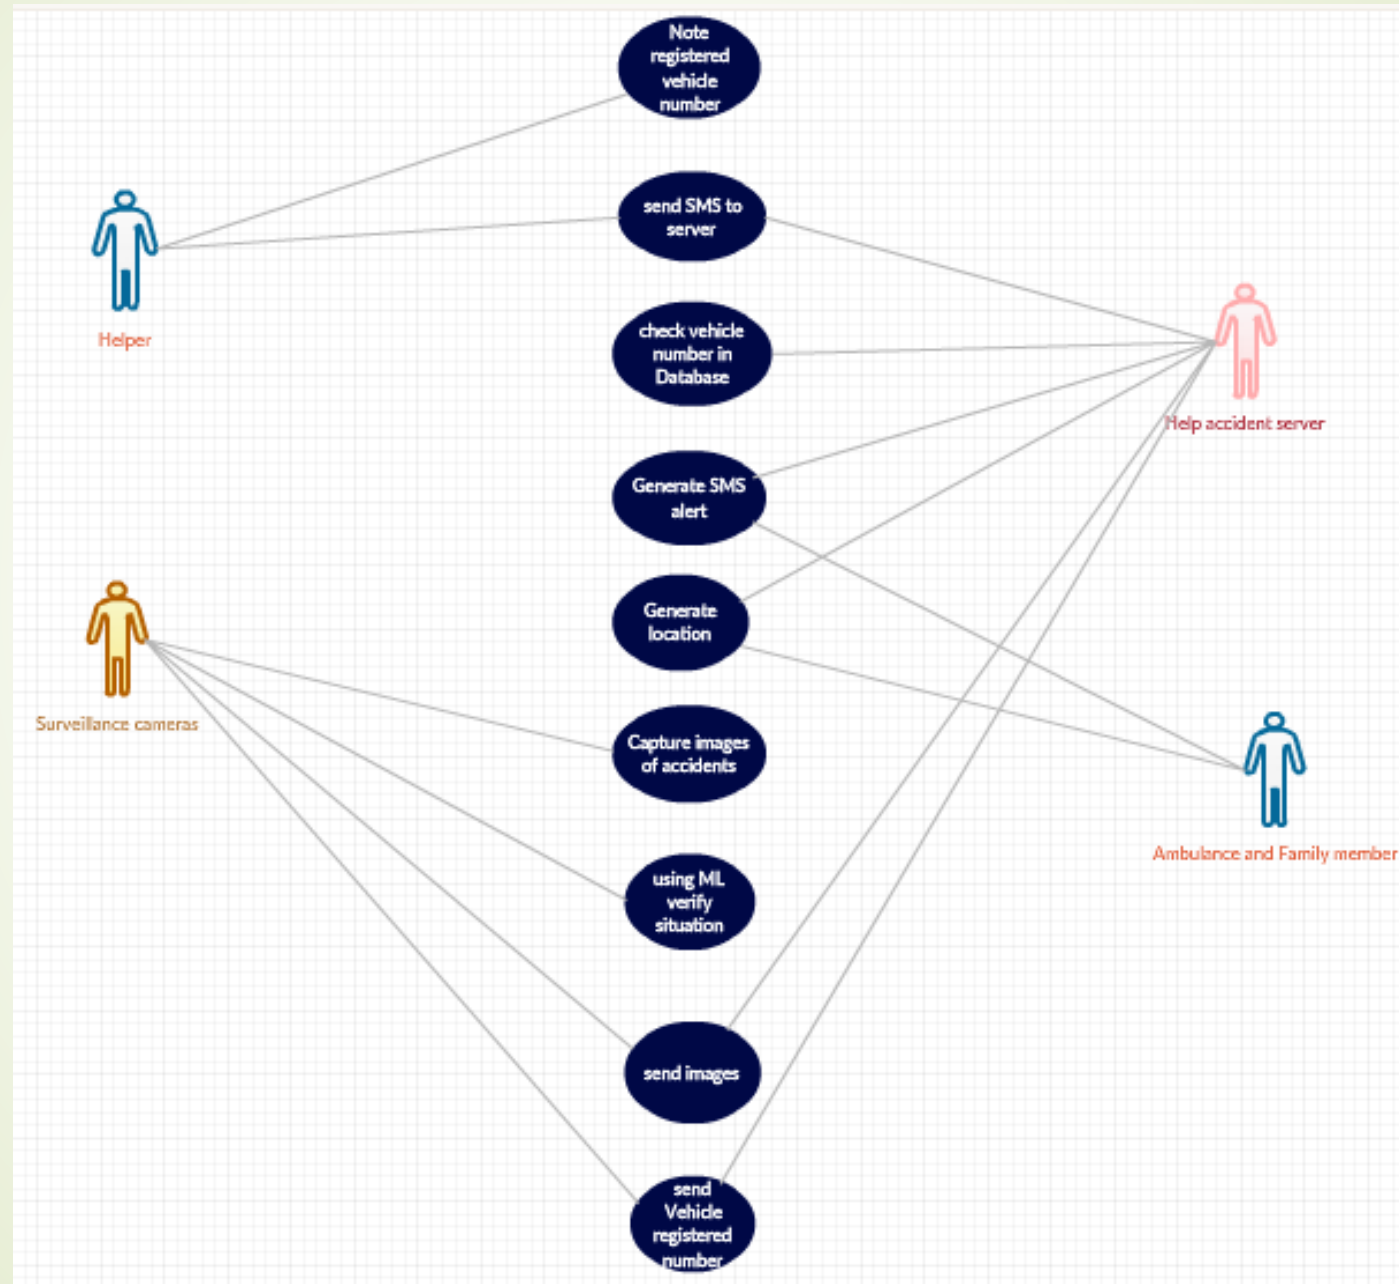 Note
registered
vehicle
number
send SMS to
server
Helper
check vehicle
number in
Database
Help accident server
Generate SMS
alert
Generate
location
Surveillance cameras
Capture images
of accidents
Ambulance and Family member
using ML
verify
situation
send images
send
Vehicle
registered
number